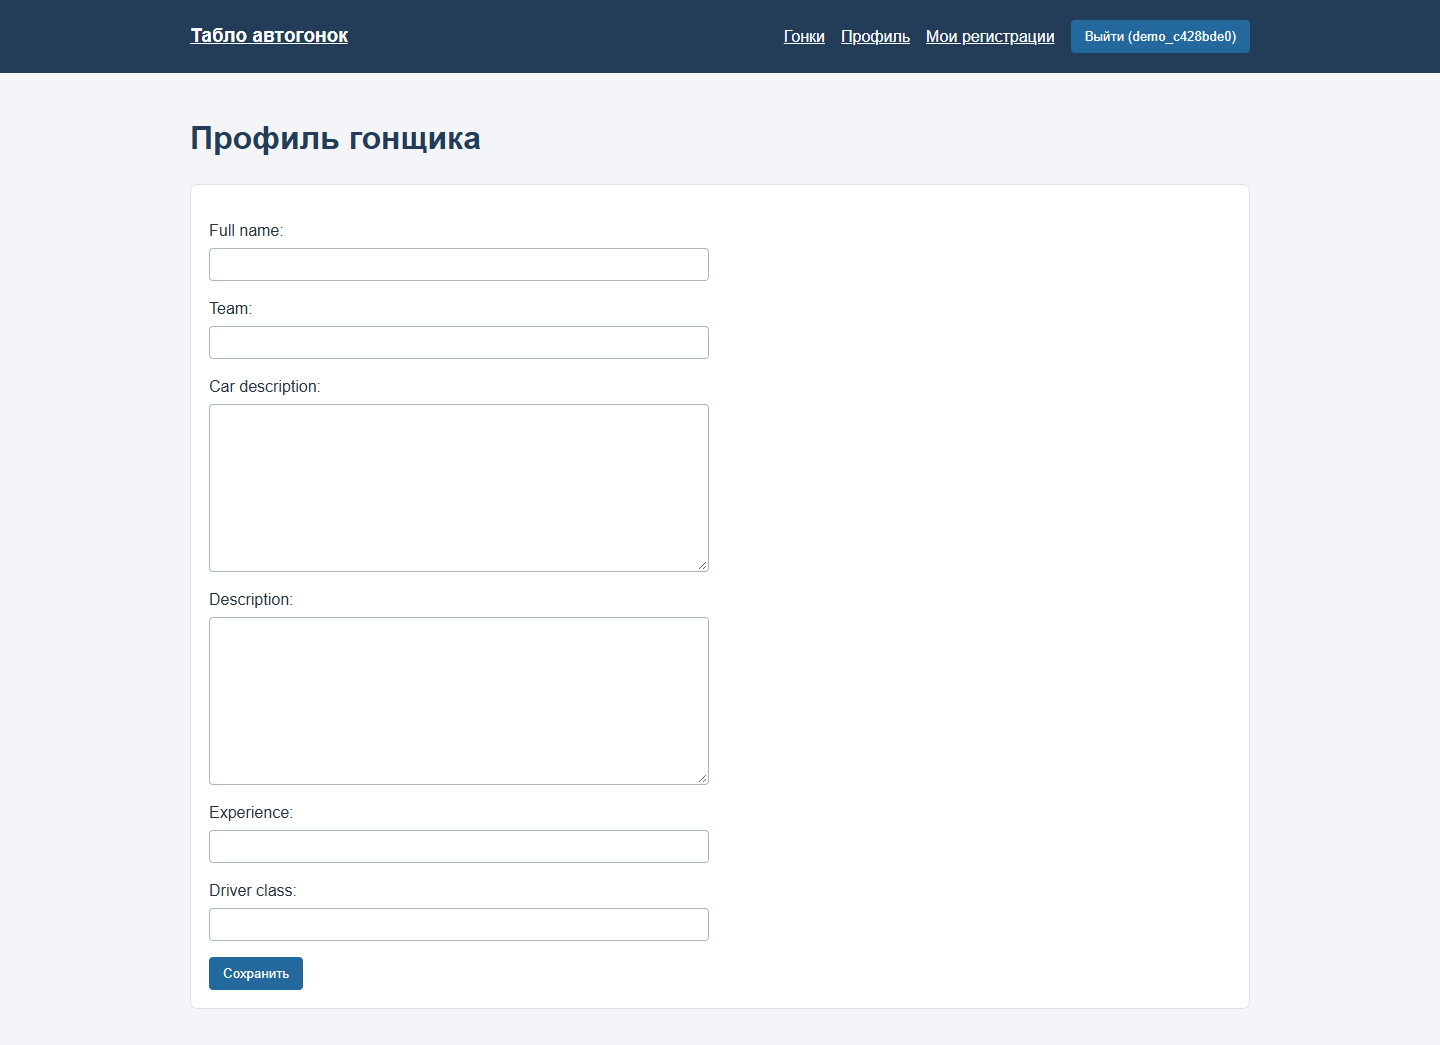 Табло автогонок
Гонки Профиль Мои регистрации Выйти (demo_c428bde0)
Профиль гонщика
Full name:
Team:
Car description:
Description:
Experience:
Driver class:
Сохранить